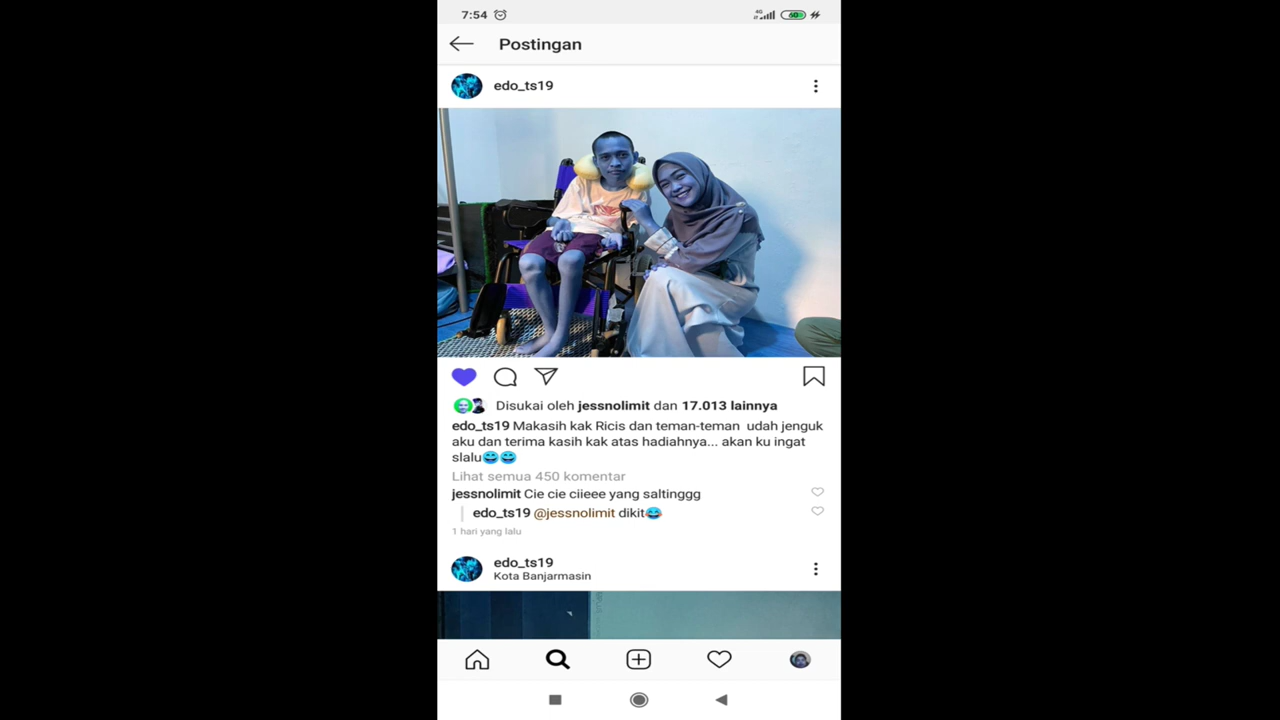 7:54
4G
60
Postingan
edo_ts19
Disukai oleh jessnolimit dan 17.013 lainnya
edo_ts19 Makasih kak Ricis dan teman-teman udah jenguk
aku dan terima kasih kak atas hadiahnya... akan ku ingat
slalu😄😄
Lihat semua 450 komentar
jessnolimit Cie cie ciieee yang saltinggg
edo_ts19 @jessnolimit dikit😂
1 hari yang lalu
edo_ts19
Kota Banjarmasin